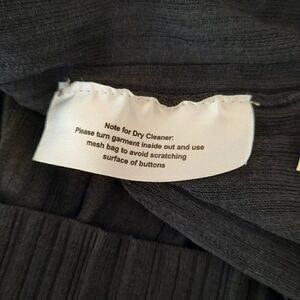 Note for Dry Cleaner:
Please turn garment inside out and use
mesh bag to avoid scratching
surface of buttons